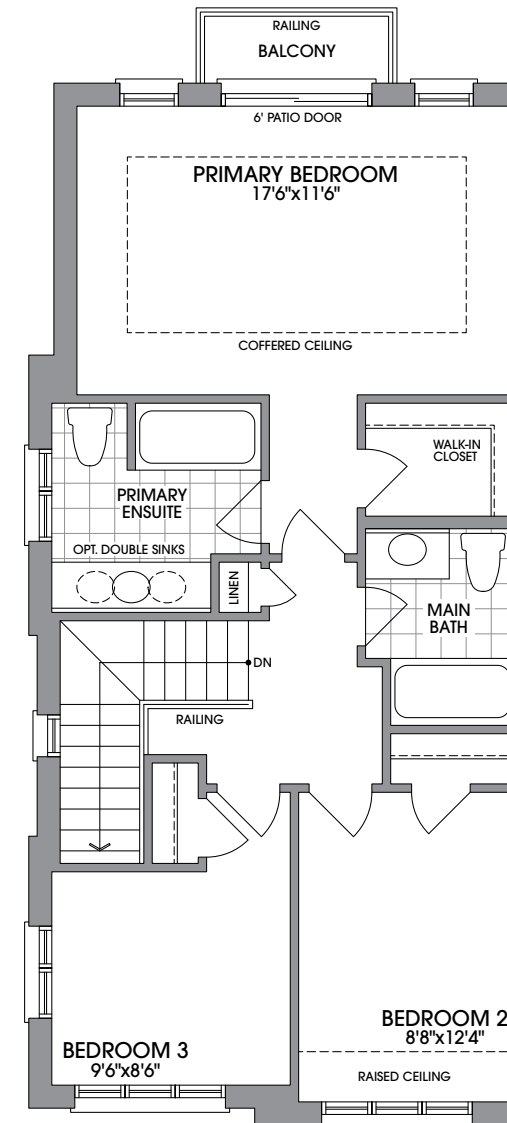 RAILING
BALCONY
6' PATIO DOOR
PRIMARY BEDROOM
17'6"x11'6"
COFFERED CEILING
WALK-IN
CLOSET
PRIMARY
ENSUITE
OPT. DOUBLE SINKS
LINEN
MAIN
BATH
DN
RAILING
BEDROOM 2
8'8"x12'4"
BEDROOM 3
9'6"x8'6"
RAISED CEILING